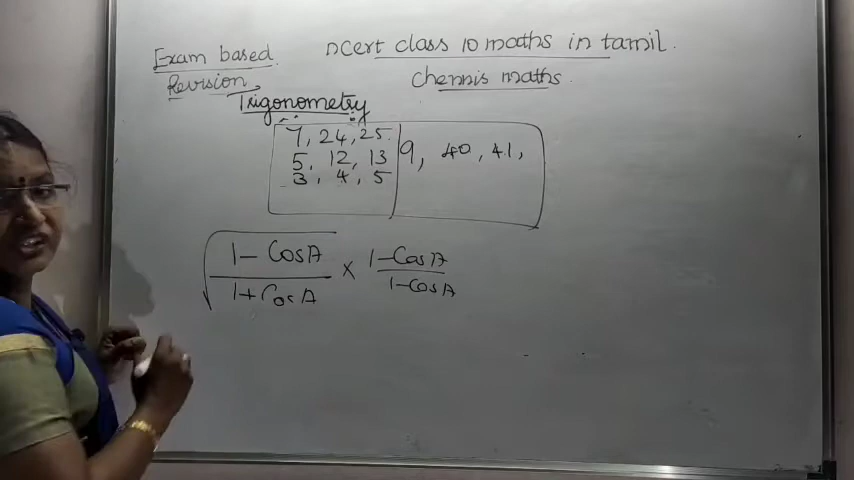 Exam based
Revision
ncert class 10 maths in tamil.
Chennis maths.
Trigonometry
7, 24, 25.
5, 12, 13
3, 4, 5
9, 40, 41,
√ 1 - CosA / 1 + CosA × 1 - CosA / 1 - CosA